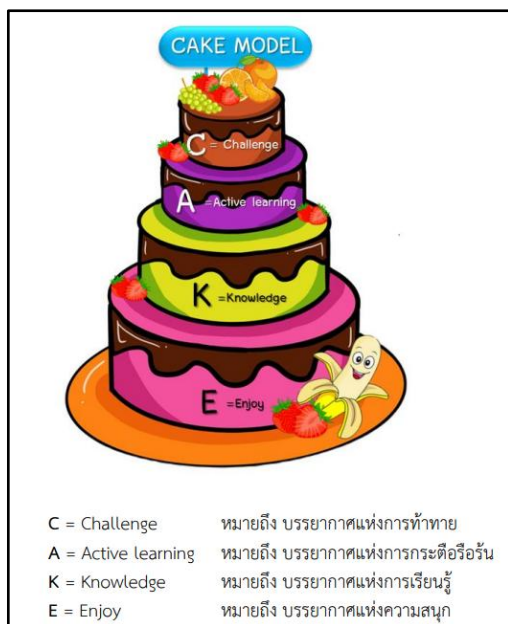 CAKE MODEL
C = Challenge
A = Active learning
K =Knowledge
E =Enjoy
C = Challenge หมายถึง บรรยากาศแห่งการท้าทาย
A = Active learning หมายถึง บรรยากาศแห่งการกระตือรือร้น
K = Knowledge หมายถึง บรรยากาศแห่งการเรียนรู้
E = Enjoy หมายถึง บรรยากาศแห่งความสนุก